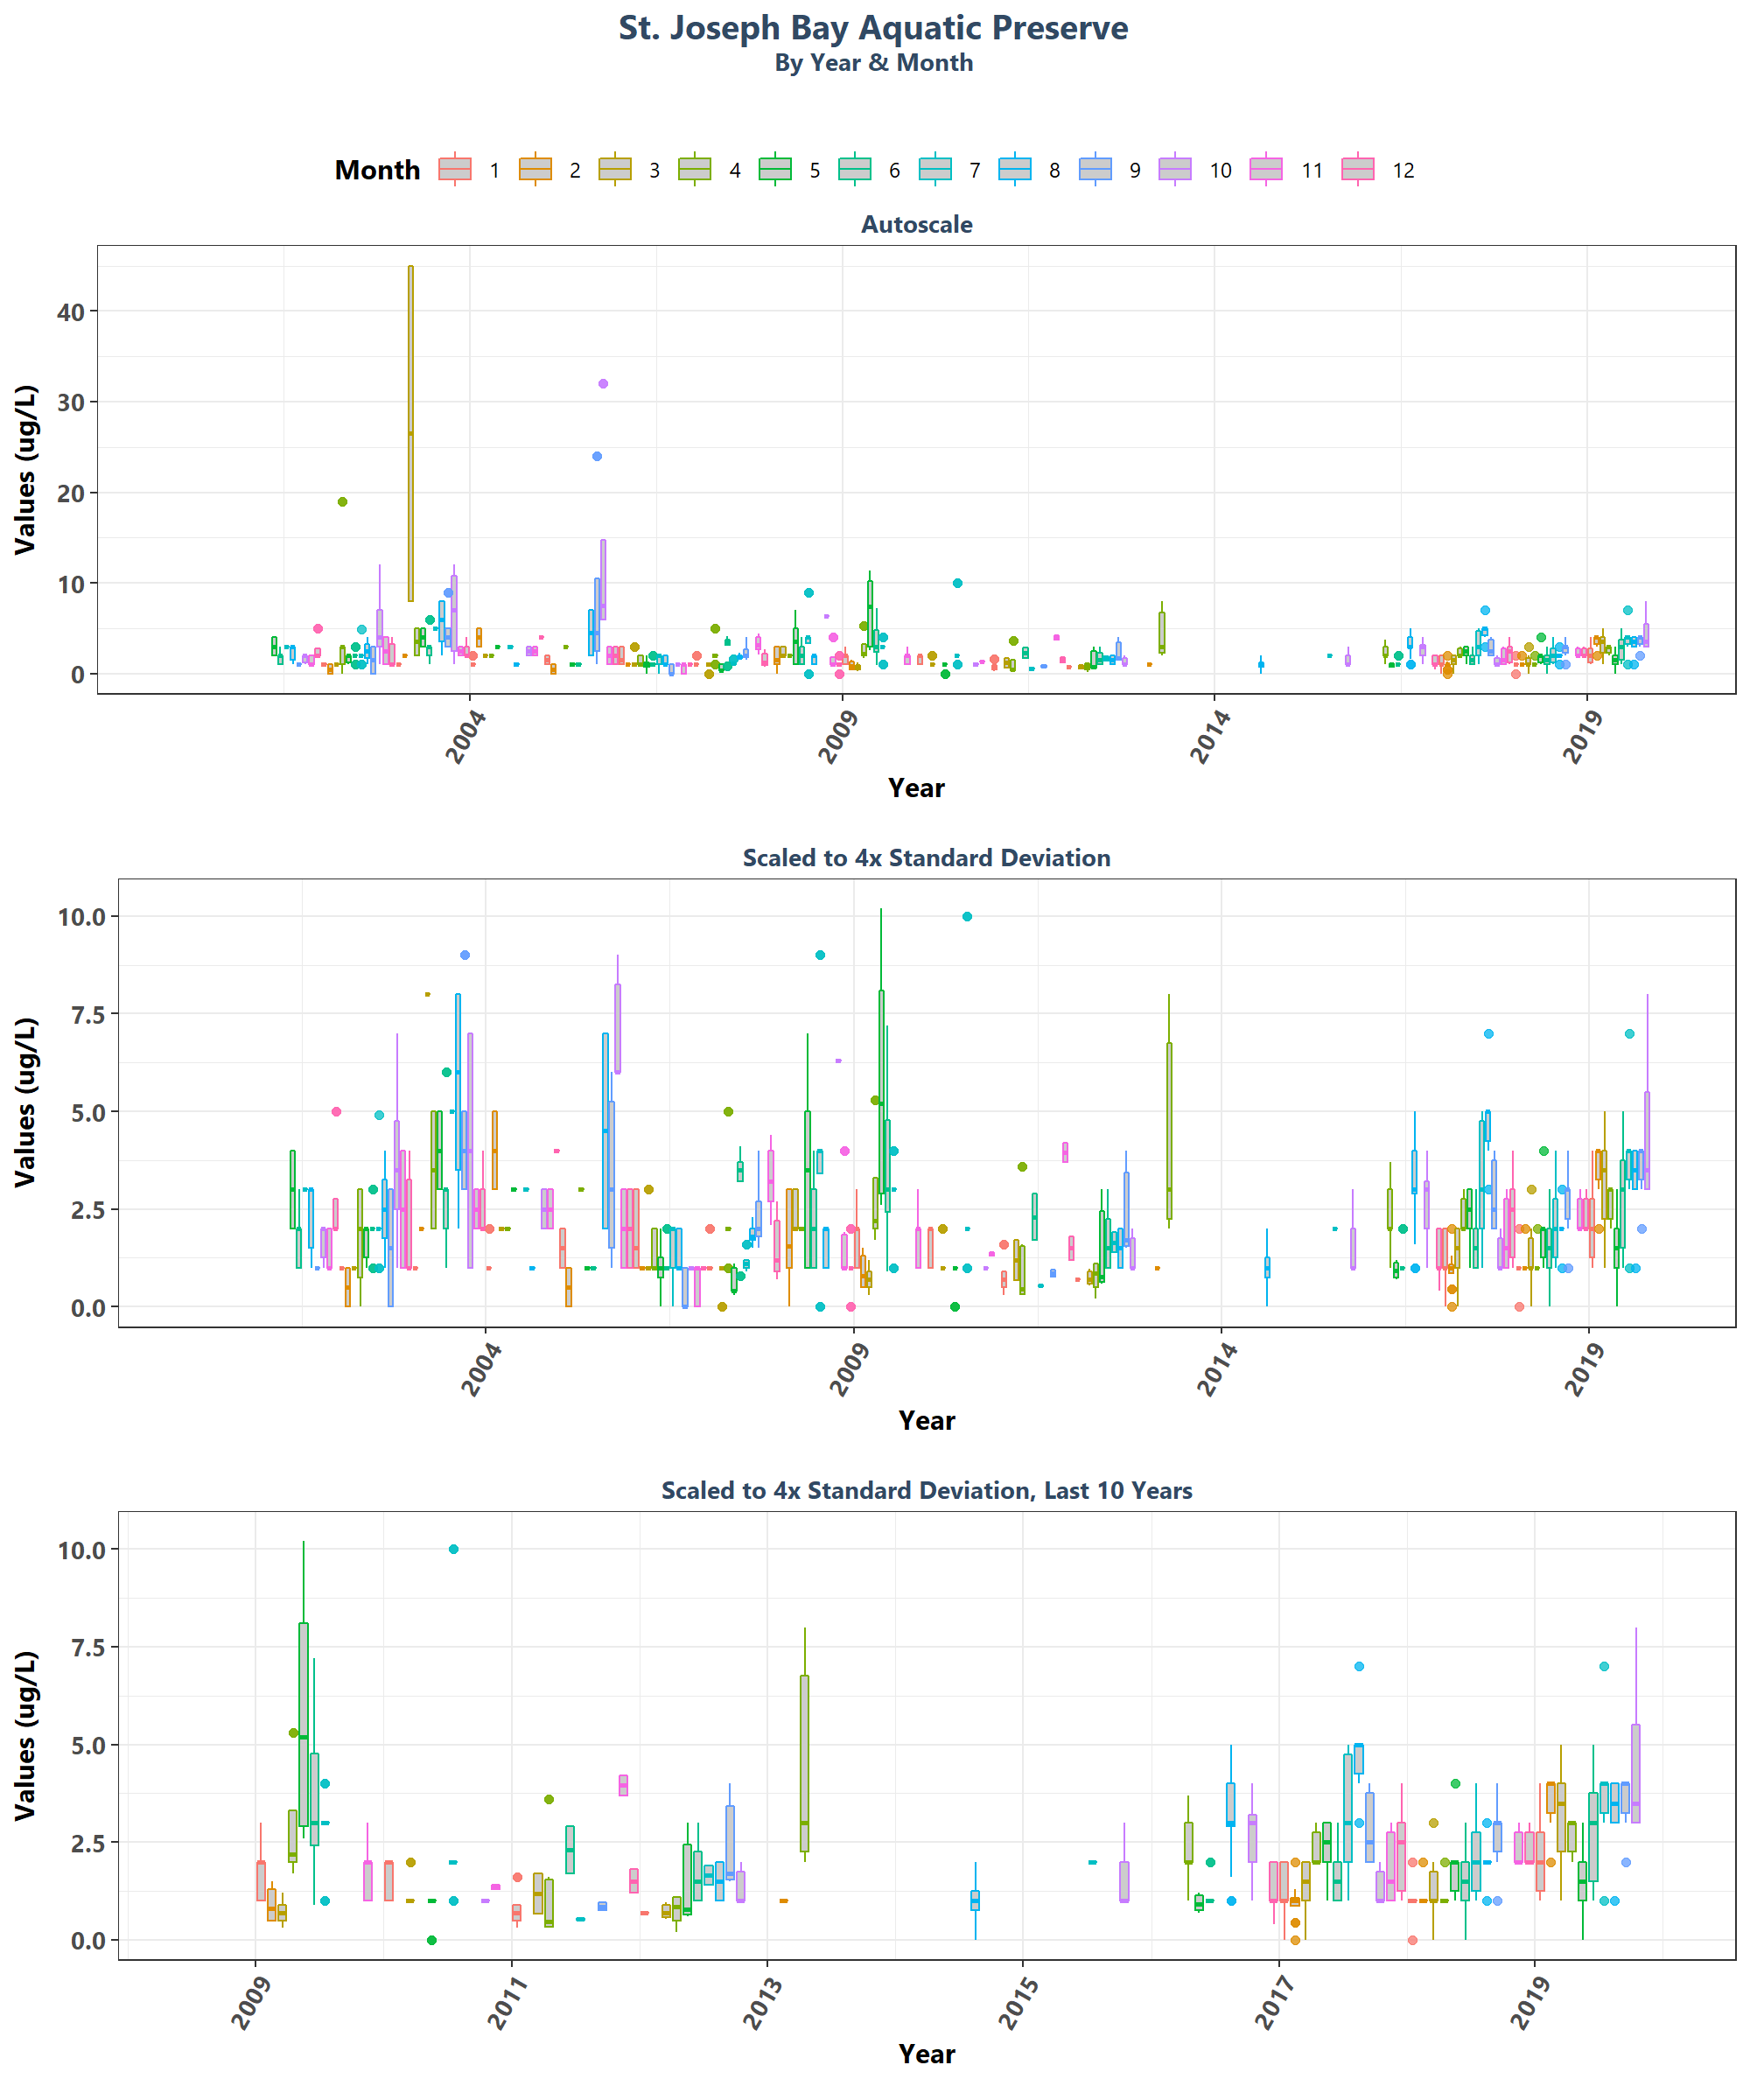 St. Joseph Bay Aquatic Preserve
By Year & Month
Month 1 2 3 4 5 6 7 8 9 10 11 12
Autoscale
Values (ug/L)
40
30
20
10
0
2004 2009 2014 2019
Year
Scaled to 4x Standard Deviation
Values (ug/L)
10.0
7.5
5.0
2.5
0.0
2004 2009 2014 2019
Year
Scaled to 4x Standard Deviation, Last 10 Years
Values (ug/L)
10.0
7.5
5.0
2.5
0.0
2009 2011 2013 2015 2017 2019
Year